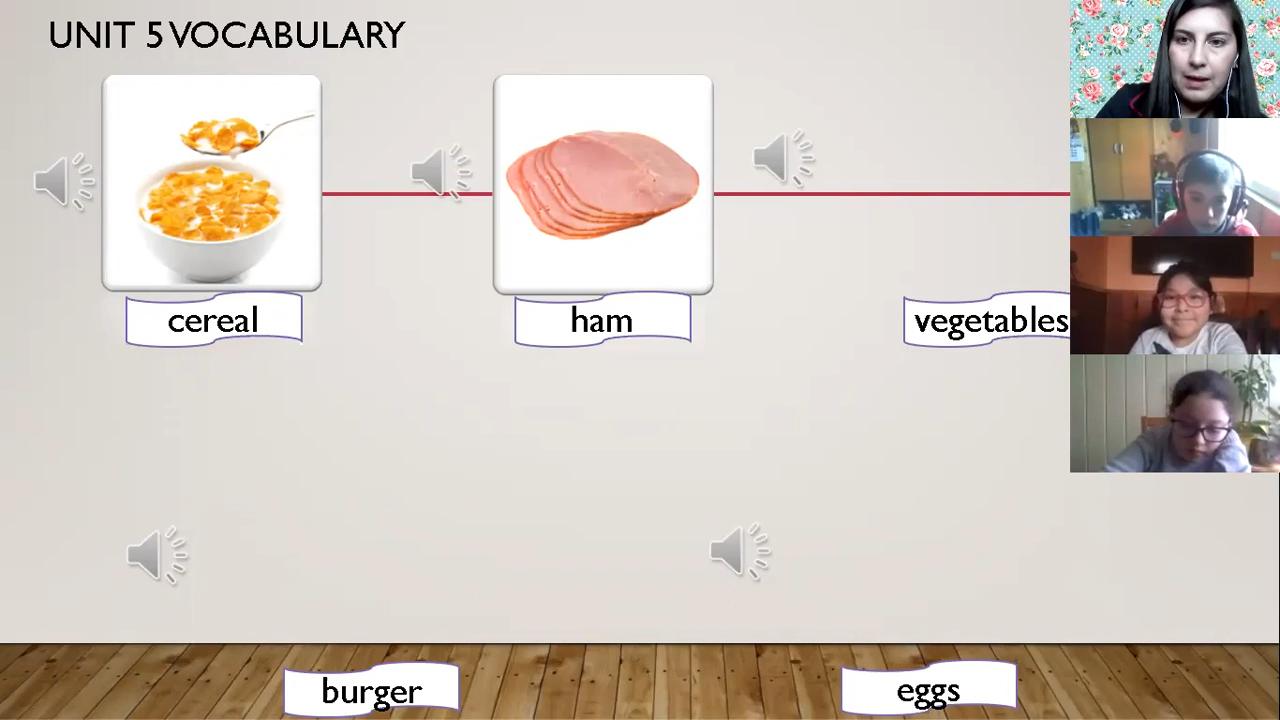 UNIT 5 VOCABULARY
cereal
ham
vegetables
burger
eggs